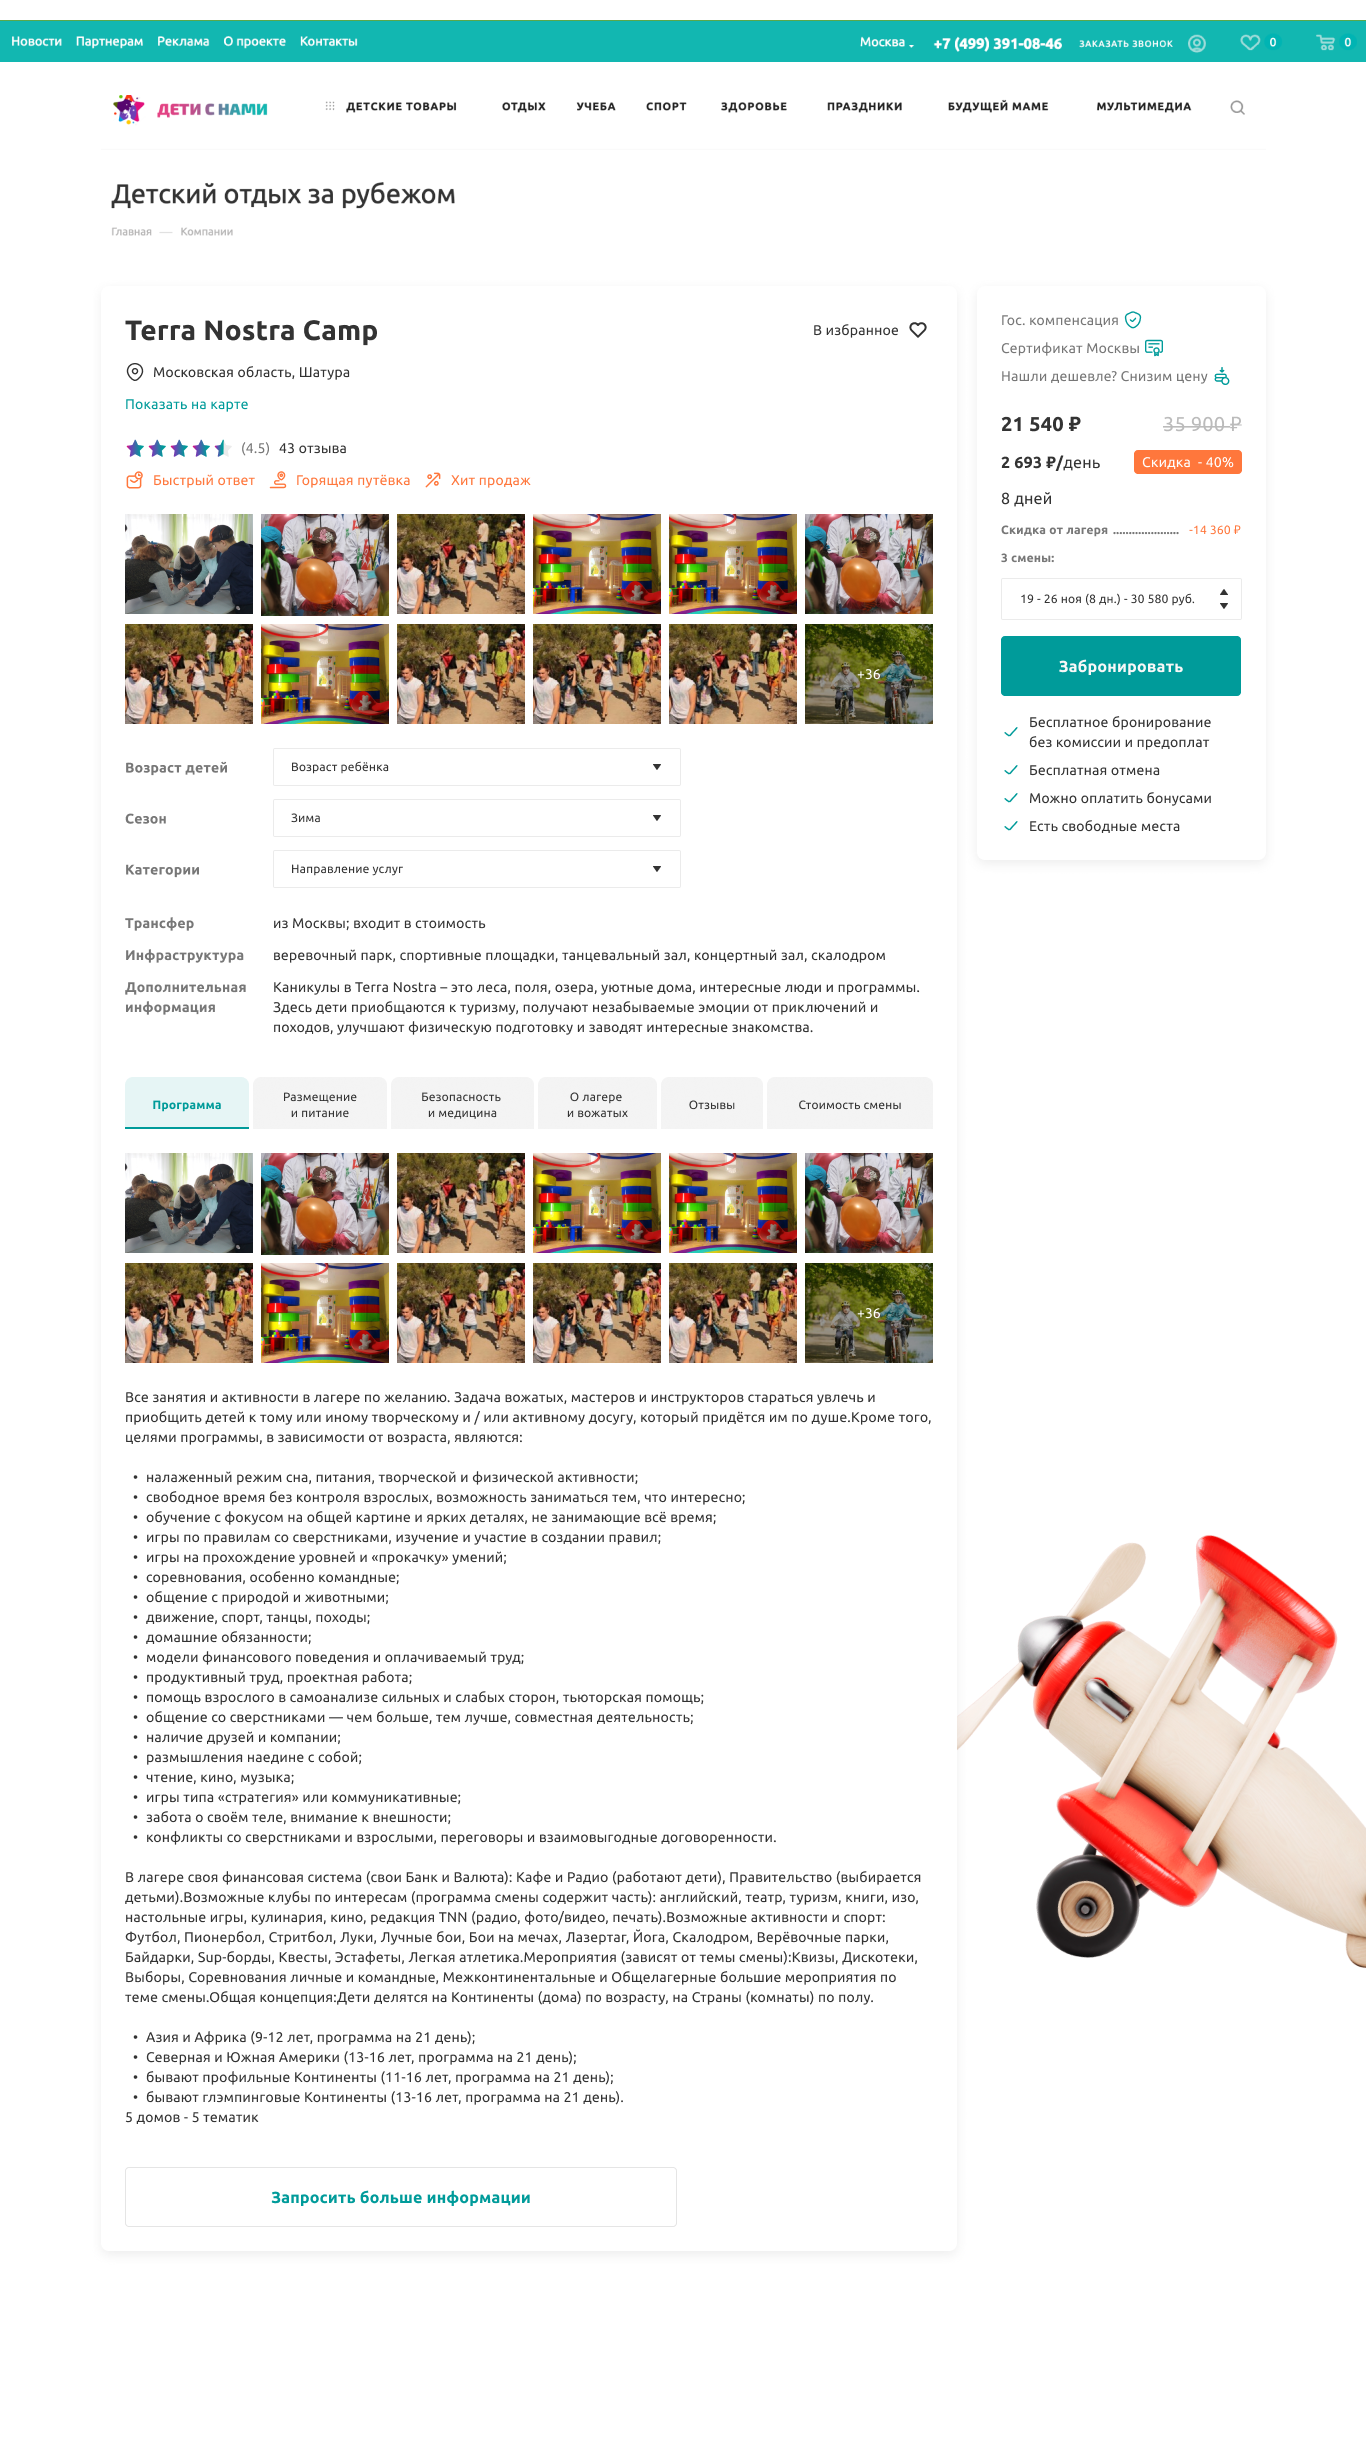 Новости Партнерам Реклама О проекте Контакты
Москва +7 (499) 391-08-46 ЗАКАЗАТЬ ЗВОНОК 0 0
ДЕТИ С НАМИ
ДЕТСКИЕ ТОВАРЫ ОТДЫХ УЧЕБА СПОРТ ЗДОРОВЬЕ ПРАЗДНИКИ БУДУЩЕЙ МАМЕ МУЛЬТИМЕДИА
Детский отдых за рубежом
Главная — Компании
Terra Nostra Camp
В избранное
Московская область, Шатура
Показать на карте
(4.5) 43 отзыва
Быстрый ответ Горящая путёвка Хит продаж
+36
Возраст детей Возраст ребёнка
Сезон Зима
Категории Направление услуг
Трансфер из Москвы; входит в стоимость
Инфраструктура веревочный парк, спортивные площадки, танцевальный зал, концертный зал, скалодром
Дополнительная информация
Каникулы в Terra Nostra – это леса, поля, озера, уютные дома, интересные люди и программы.
Здесь дети приобщаются к туризму, получают незабываемые эмоции от приключений и
походов, улучшают физическую подготовку и заводят интересные знакомства.
Программа
Размещение
и питание
Безопасность
и медицина
О лагере
и вожатых
Отзывы
Стоимость смены
+36
Все занятия и активности в лагере по желанию. Задача вожатых, мастеров и инструкторов стараться увлечь и
приобщить детей к тому или иному творческому и / или активному досугу, который придётся им по душе.Кроме того,
целями программы, в зависимости от возраста, являются:
• налаженный режим сна, питания, творческой и физической активности;
• свободное время без контроля взрослых, возможность заниматься тем, что интересно;
• обучение с фокусом на общей картине и ярких деталях, не занимающие всё время;
• игры по правилам со сверстниками, изучение и участие в создании правил;
• игры на прохождение уровней и «прокачку» умений;
• соревнования, особенно командные;
• общение с природой и животными;
• движение, спорт, танцы, походы;
• домашние обязанности;
• модели финансового поведения и оплачиваемый труд;
• продуктивный труд, проектная работа;
• помощь взрослого в самоанализе сильных и слабых сторон, тьюторская помощь;
• общение со сверстниками — чем больше, тем лучше, совместная деятельность;
• наличие друзей и компании;
• размышления наедине с собой;
• чтение, кино, музыка;
• игры типа «стратегия» или коммуникативные;
• забота о своём теле, внимание к внешности;
• конфликты со сверстниками и взрослыми, переговоры и взаимовыгодные договоренности.
В лагере своя финансовая система (свои Банк и Валюта): Кафе и Радио (работают дети), Правительство (выбирается
детьми).Возможные клубы по интересам (программа смены содержит часть): английский, театр, туризм, книги, изо,
настольные игры, кулинария, кино, редакция TNN (радио, фото/видео, печать).Возможные активности и спорт:
Футбол, Пионербол, Стритбол, Луки, Лучные бои, Бои на мечах, Лазертаг, Йога, Скалодром, Верёвочные парки,
Байдарки, Sup-борды, Квесты, Эстафеты, Легкая атлетика.Мероприятия (зависят от темы смены):Квизы, Дискотеки,
Выборы, Соревнования личные и командные, Межконтинентальные и Общелагерные большие мероприятия по
теме смены.Общая концепция:Дети делятся на Континенты (дома) по возрасту, на Страны (комнаты) по полу.
• Азия и Африка (9-12 лет, программа на 21 день);
• Северная и Южная Америки (13-16 лет, программа на 21 день);
• бывают профильные Континенты (11-16 лет, программа на 21 день);
• бывают глэмпинговые Континенты (13-16 лет, программа на 21 день).
5 домов - 5 тематик
Запросить больше информации
Гос. компенсация
Сертификат Москвы
Нашли дешевле? Снизим цену
21 540 ₽ 35 900 ₽
2 693 ₽/день Скидка - 40%
8 дней
Скидка от лагеря ...................... -14 360 ₽
3 смены:
19 - 26 ноя (8 дн.) - 30 580 руб.
Забронировать
Бесплатное бронирование
без комиссии и предоплат
Бесплатная отмена
Можно оплатить бонусами
Есть свободные места